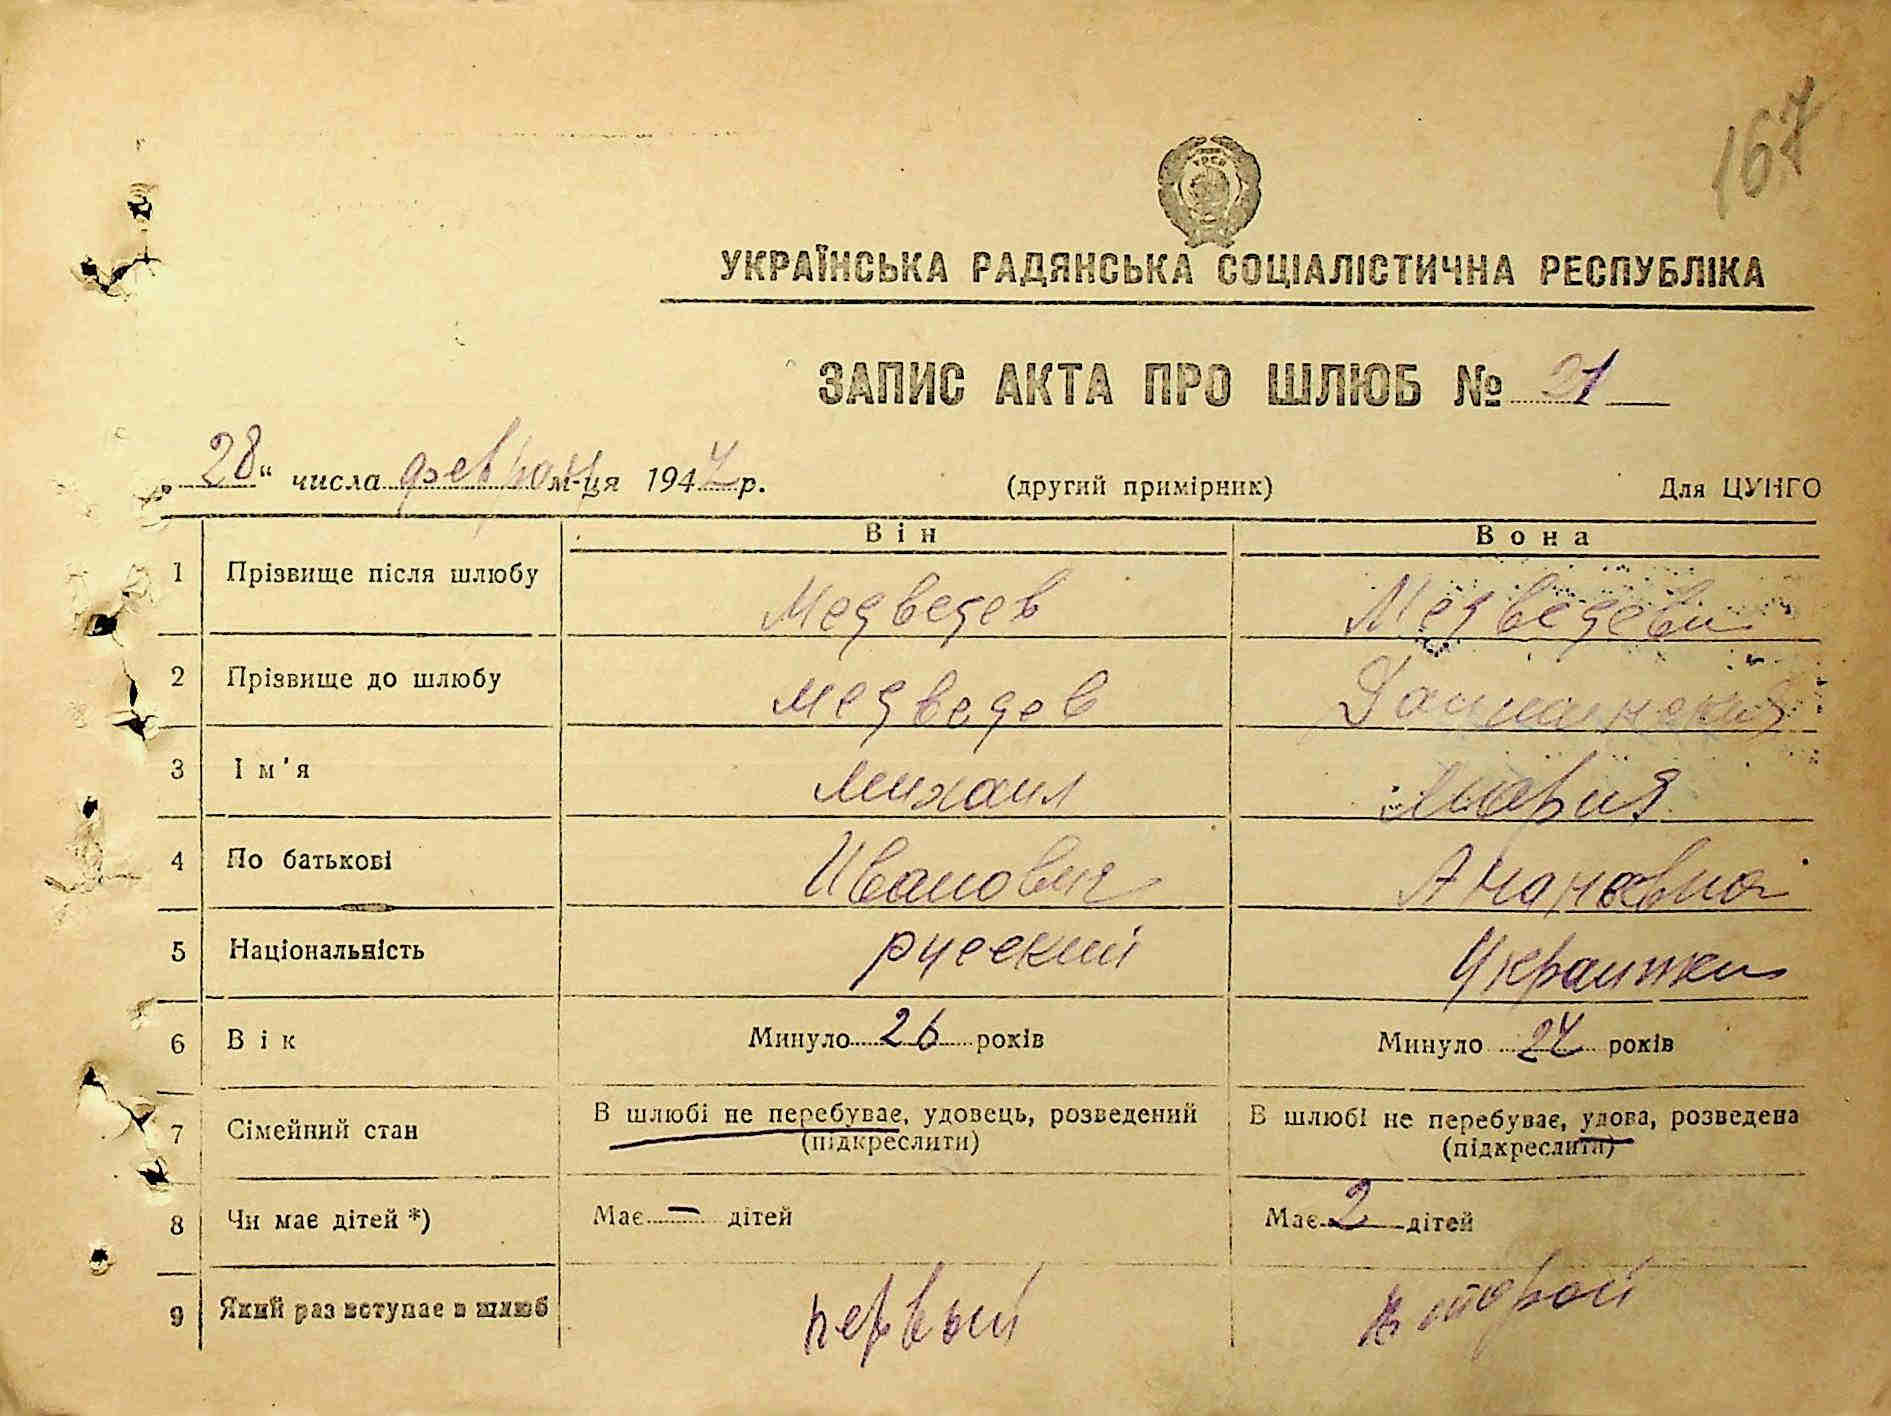 167
УРСР
УКРАЇНСЬКА РАДЯНСЬКА СОЦІАЛІСТИЧНА РЕСПУБЛІКА
ЗАПИС АКТА ПРО ШЛЮБ № 21
„28“ числа февраля м-ця 1947 р. (другий примірник) Для ЦУНГО
Він Вона
1 Прізвище після шлюбу Медведев Медведева
2 Прізвище до шлюбу Медведев
3 Ім'я Михаил Мария
4 По батькові Иванович Анановна
5 Національність русский Украинка
6 Вік Минуло 26 років Минуло 27 років
7 Сімейний стан В шлюбі не перебуває, удовець, розведений В шлюбі не перебуває, удова, розведена
(підкреслити) (підкреслити)
8 Чи має дітей *) Має - дітей Має 2 дітей
9 Який раз вступає в шлюб первый второй